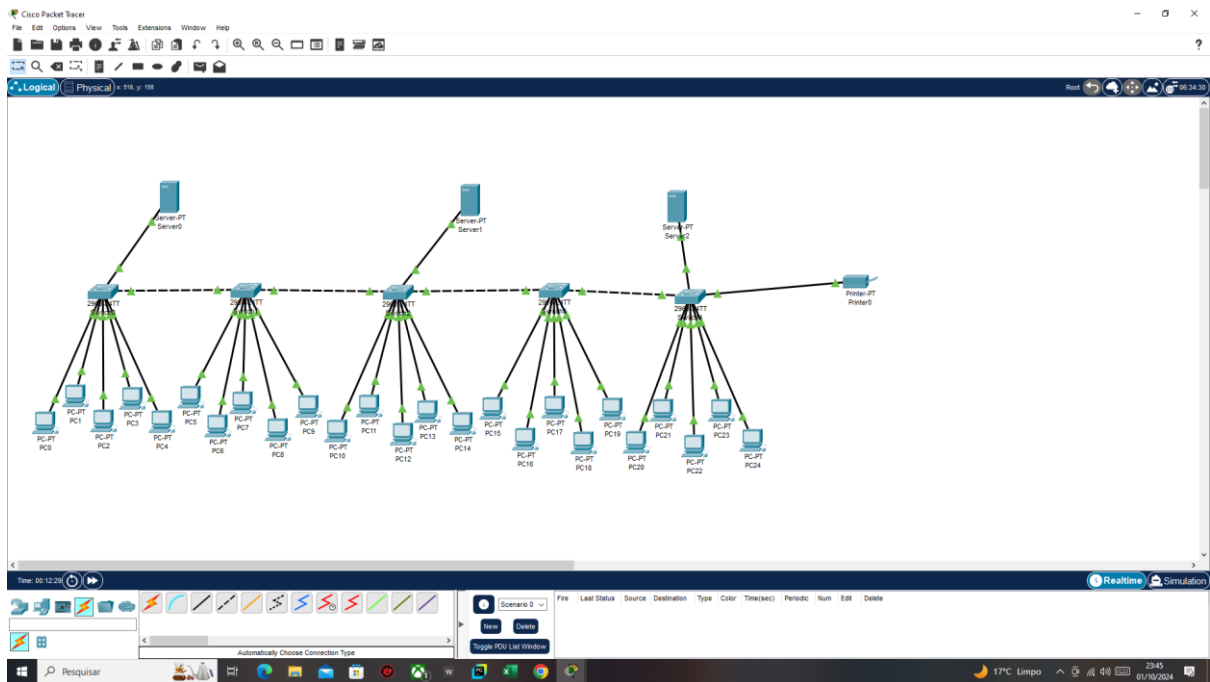 Cisco Packet Tracer
File Edit Options View Tools Extensions Window Help
?
Logical Physical x: 518, y: 198
Root 06:34:30
Server-PT
Server0
Server-PT
Server1
Server-PT
Server2
Printer-PT
Printer0
PC-PT
PC0
PC-PT
PC1
PC-PT
PC2
PC-PT
PC3
PC-PT
PC4
PC-PT
PC5
PC-PT
PC6
PC-PT
PC7
PC-PT
PC8
PC-PT
PC9
PC-PT
PC10
PC-PT
PC11
PC-PT
PC12
PC-PT
PC13
PC-PT
PC14
PC-PT
PC15
PC-PT
PC16
PC-PT
PC17
PC-PT
PC18
PC-PT
PC19
PC-PT
PC20
PC-PT
PC21
PC-PT
PC22
PC-PT
PC23
PC-PT
PC24
Time: 00:12:29
Realtime Simulation
Scenario 0
New Delete
Toggle PDU List Window
Fire Last Status Source Destination Type Color Time(sec) Periodic Num Edit Delete
Automatically Choose Connection Type
Pesquisar
17°C Limpo
23:45
01/10/2024